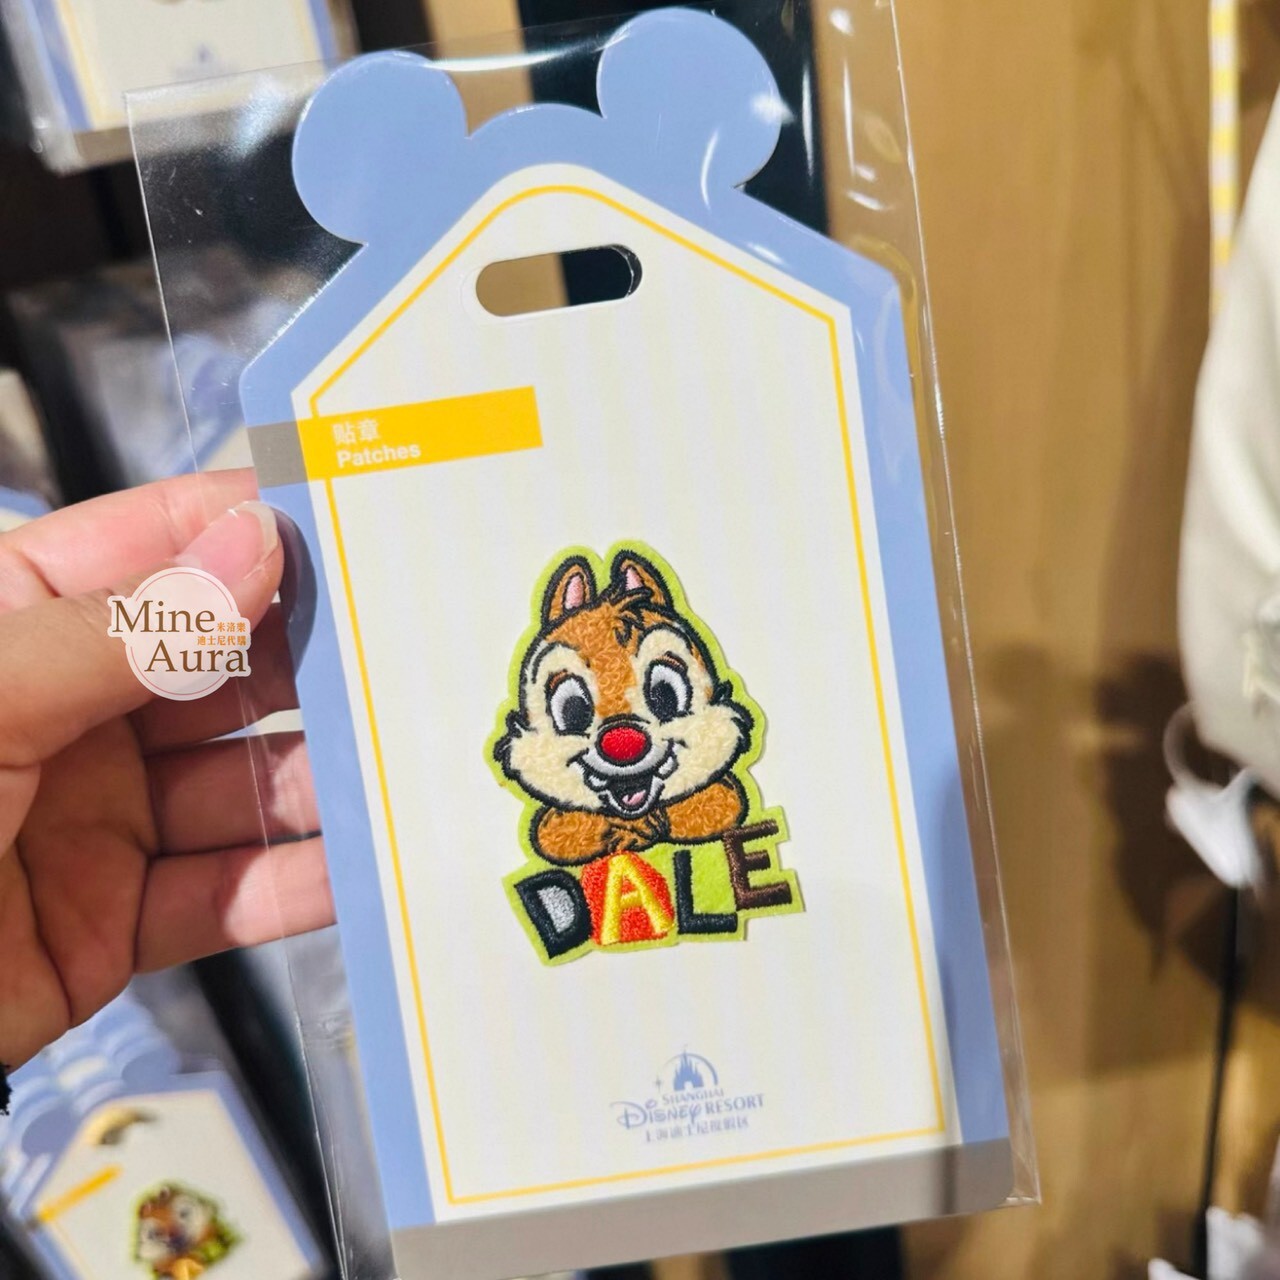 贴章
Patches
Mine
米洛樂
迪士尼代購
Aura
DALE
SHANGHAI
Disney RESORT
上海迪士尼度假区